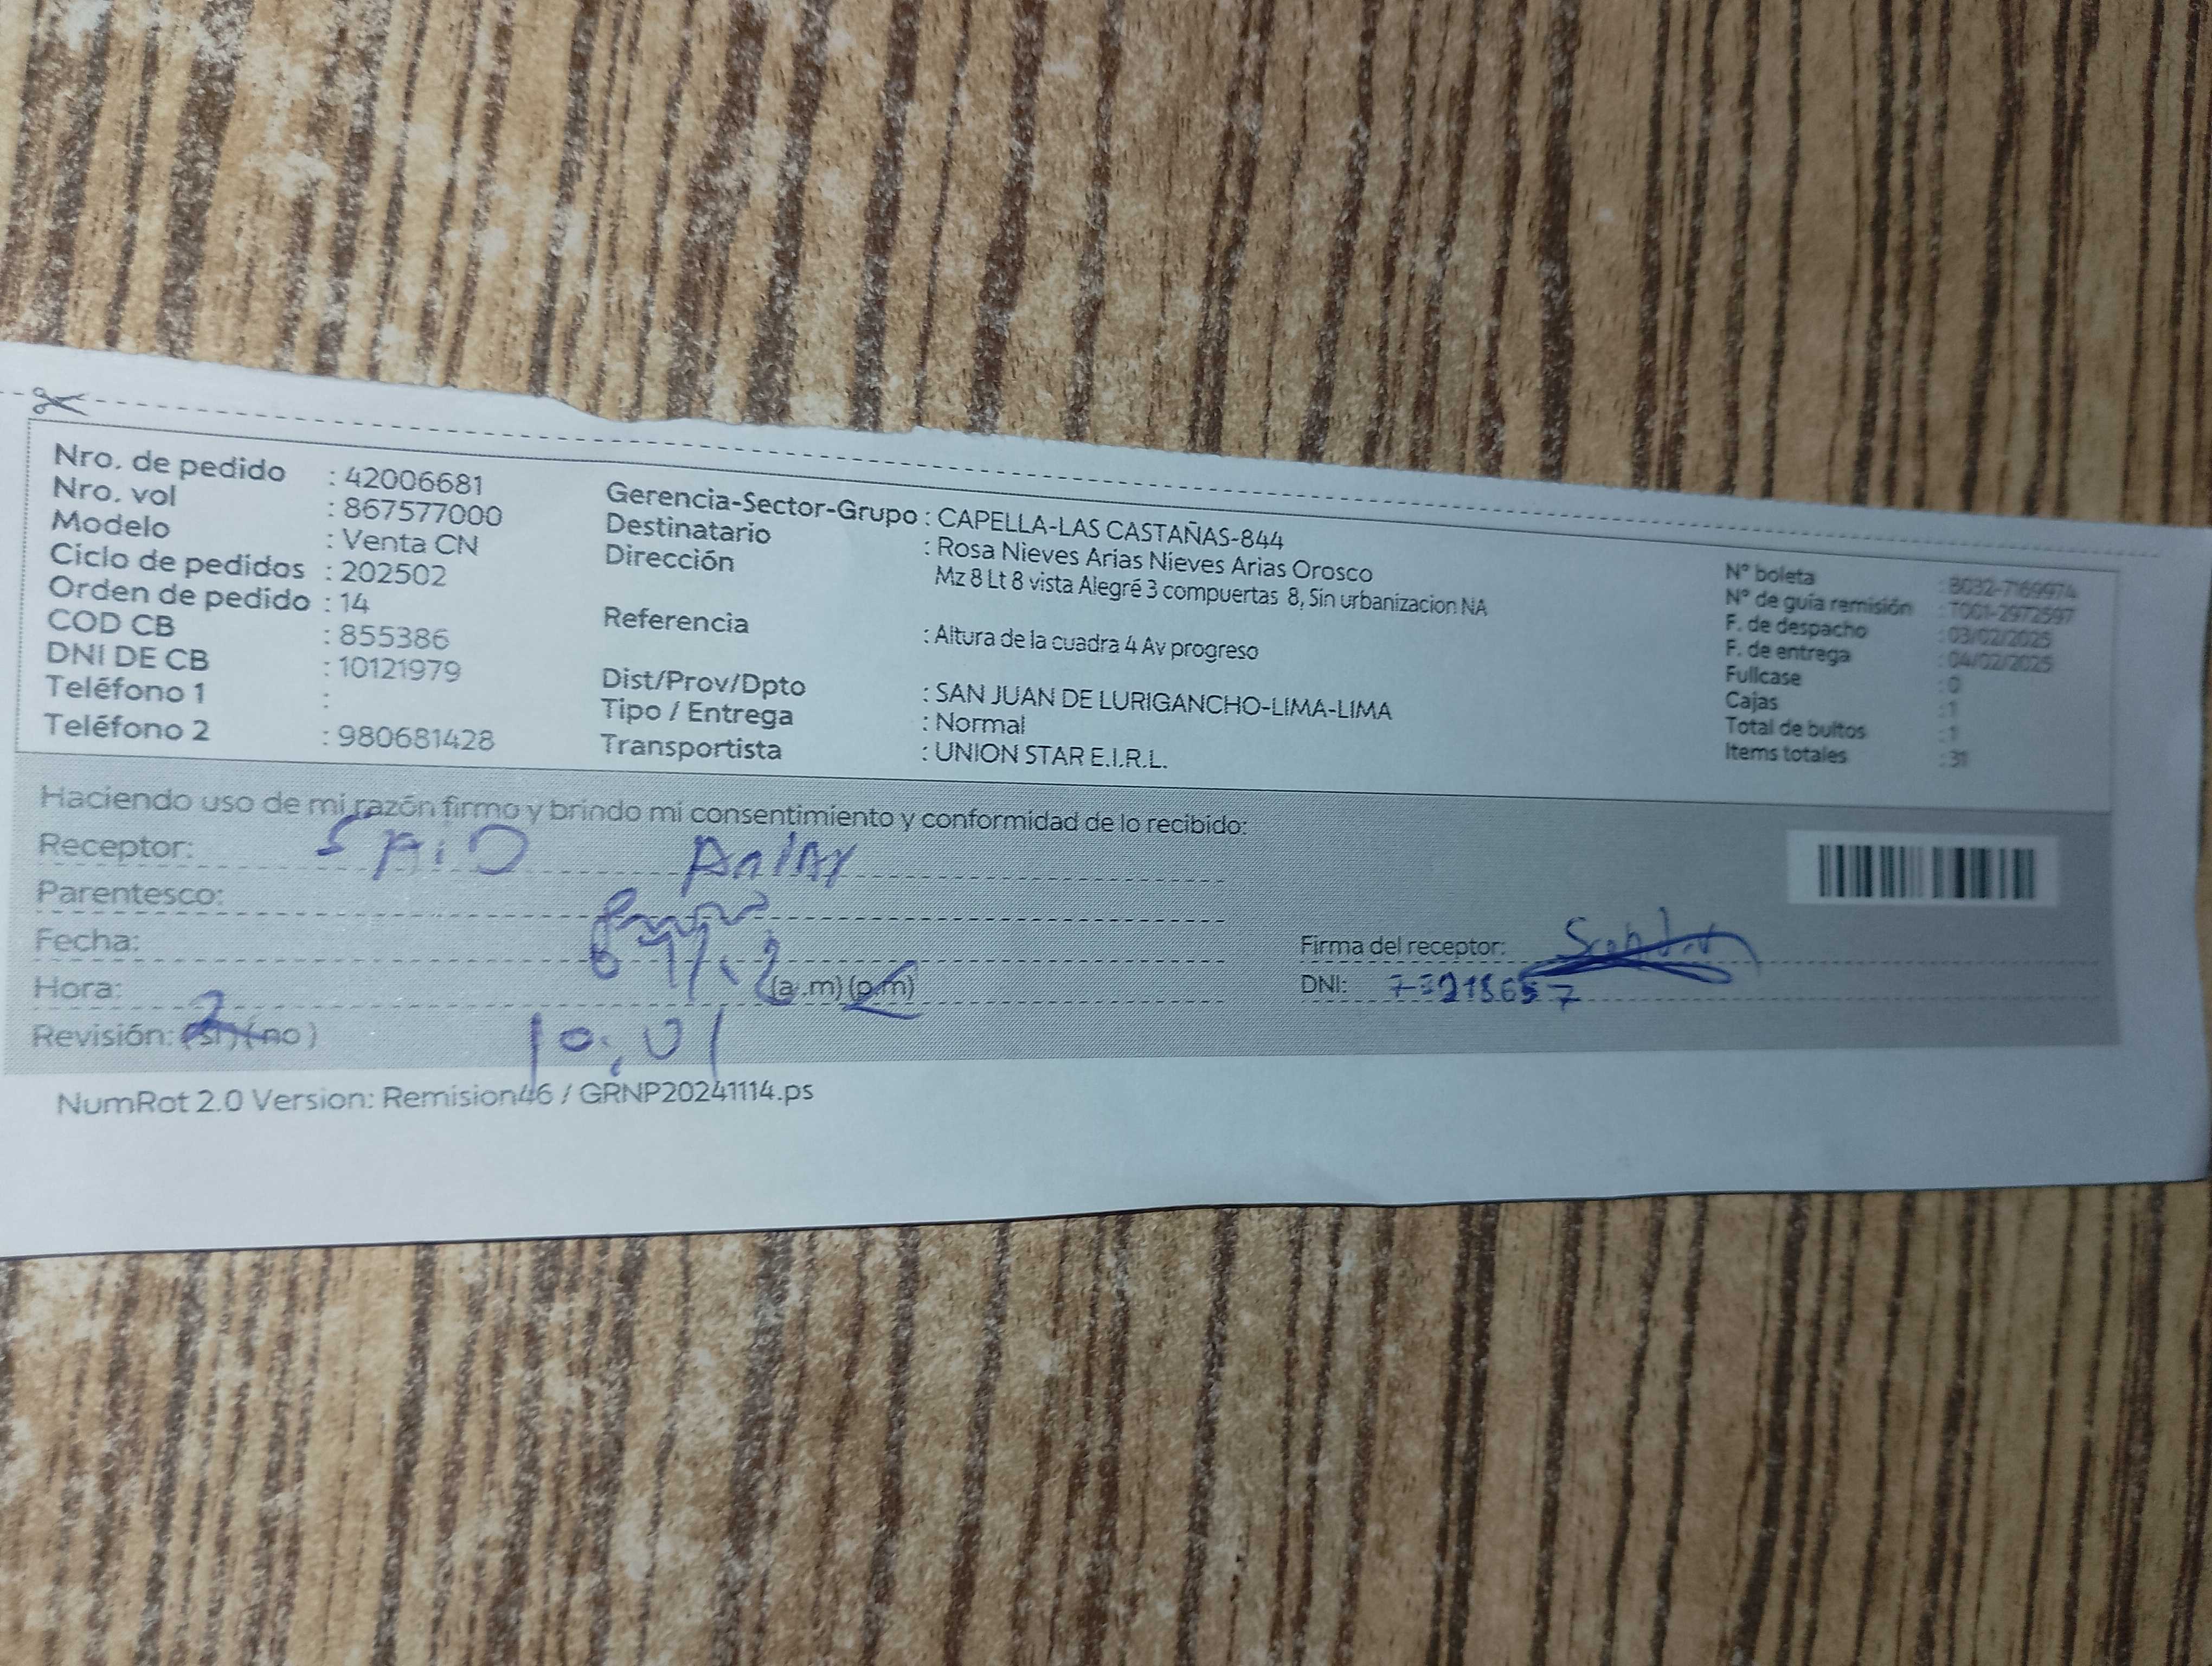 Nro. de pedido : 42006681
Nro. vol : 867577000
Modelo : Venta CN
Ciclo de pedidos : 202502
Orden de pedido : 14
COD CB : 855386
DNI DE CB : 10121979
Teléfono 1 :
Teléfono 2 : 980681428
Gerencia-Sector-Grupo : CAPELLA-LAS CASTAÑAS-844
Destinatario : Rosa Nieves Arias Nieves Arias Orosco
Dirección Mz 8 Lt 8 vista Alegré 3 compuertas 8, Sin urbanizacion NA
Referencia : Altura de la cuadra 4 Av progreso
Dist/Prov/Dpto : SAN JUAN DE LURIGANCHO-LIMA-LIMA
Tipo / Entrega : Normal
Transportista : UNION STAR E.I.R.L.
N° boleta : B032-7169974
N° de guía remisión : T001-2972597
F. de despacho : 03/02/2025
F. de entrega : 04/02/2025
Fullcase : 0
Cajas : 1
Total de bultos : 1
Items totales : 31
Haciendo uso de mi razón firmo y brindo mi consentimiento y conformidad de lo recibido:
Receptor:
Parentesco:
Fecha:
Hora: (a.m) (p.m)
Revisión: (si) (no)
10:01
Firma del receptor:
DNI:
NumRot 2.0 Version: Remision46 / GRNP20241114.ps